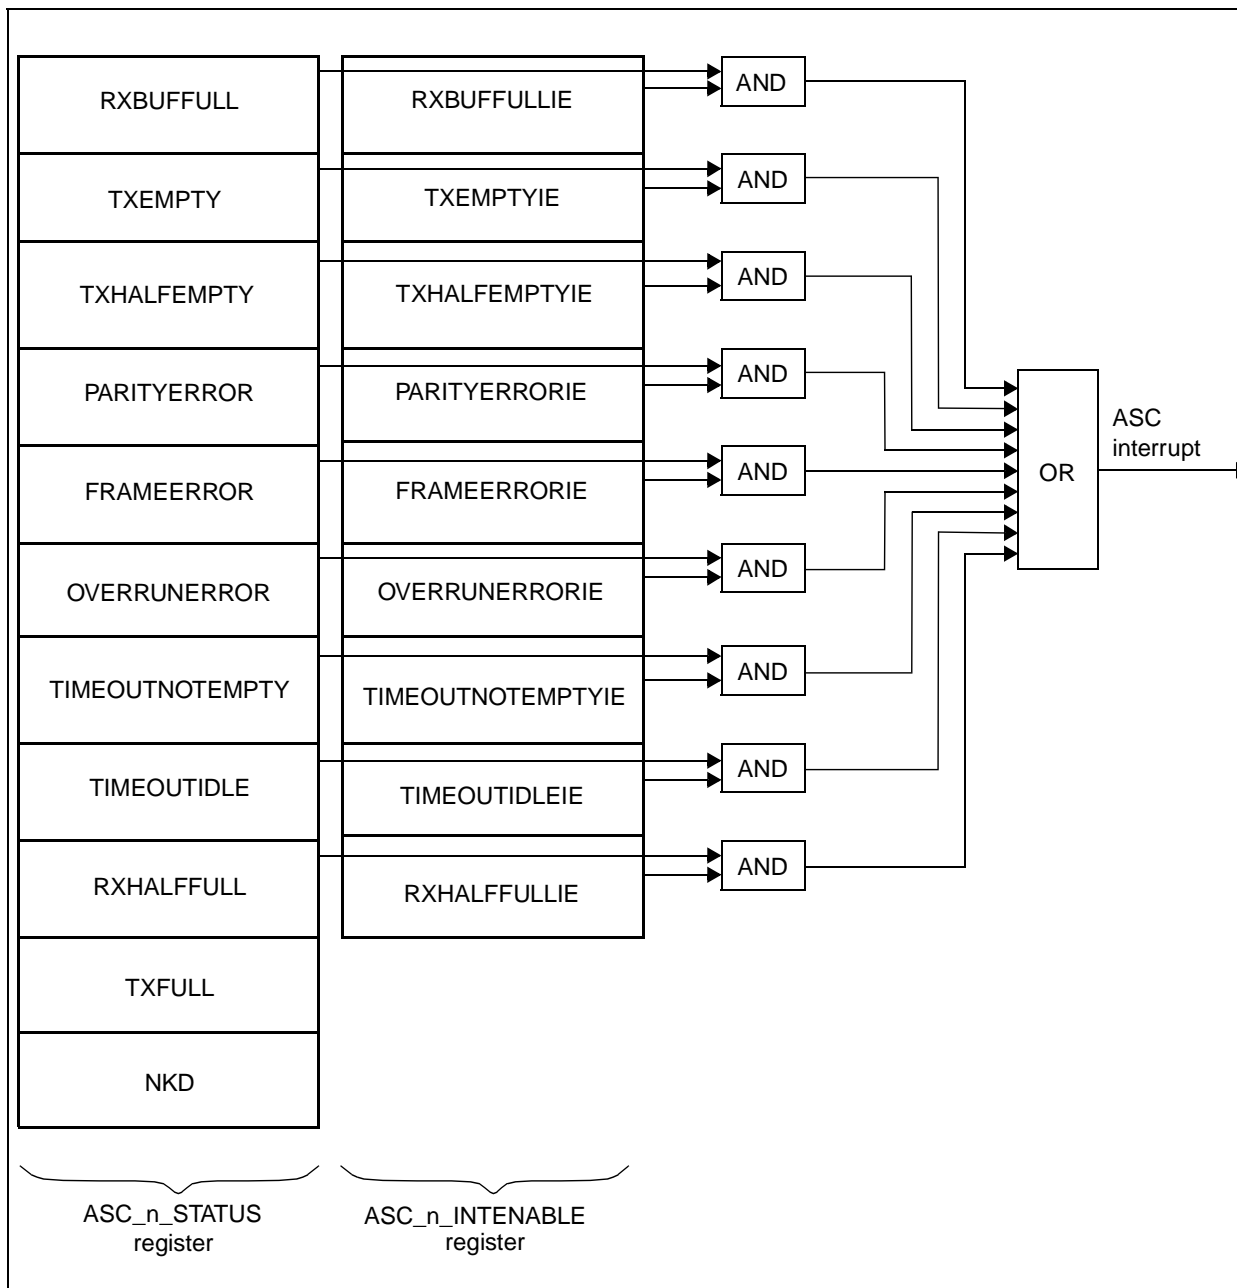 RXBUFFULL
RXBUFFULLIE
AND
TXEMPTY
TXEMPTYIE
AND
TXHALFEMPTY
TXHALFEMPTYIE
AND
PARITYERROR
PARITYERRORIE
AND
FRAMEERROR
FRAMEERRORIE
AND
OVERRUNERROR
OVERRUNERRORIE
AND
TIMEOUTNOTEMPTY
TIMEOUTNOTEMPTYIE
AND
TIMEOUTIDLE
TIMEOUTIDLEIE
AND
RXHALFFULL
RXHALFFULLIE
AND
TXFULL
NKD
OR
ASC
interrupt
ASC_n_STATUS
register
ASC_n_INTENABLE
register